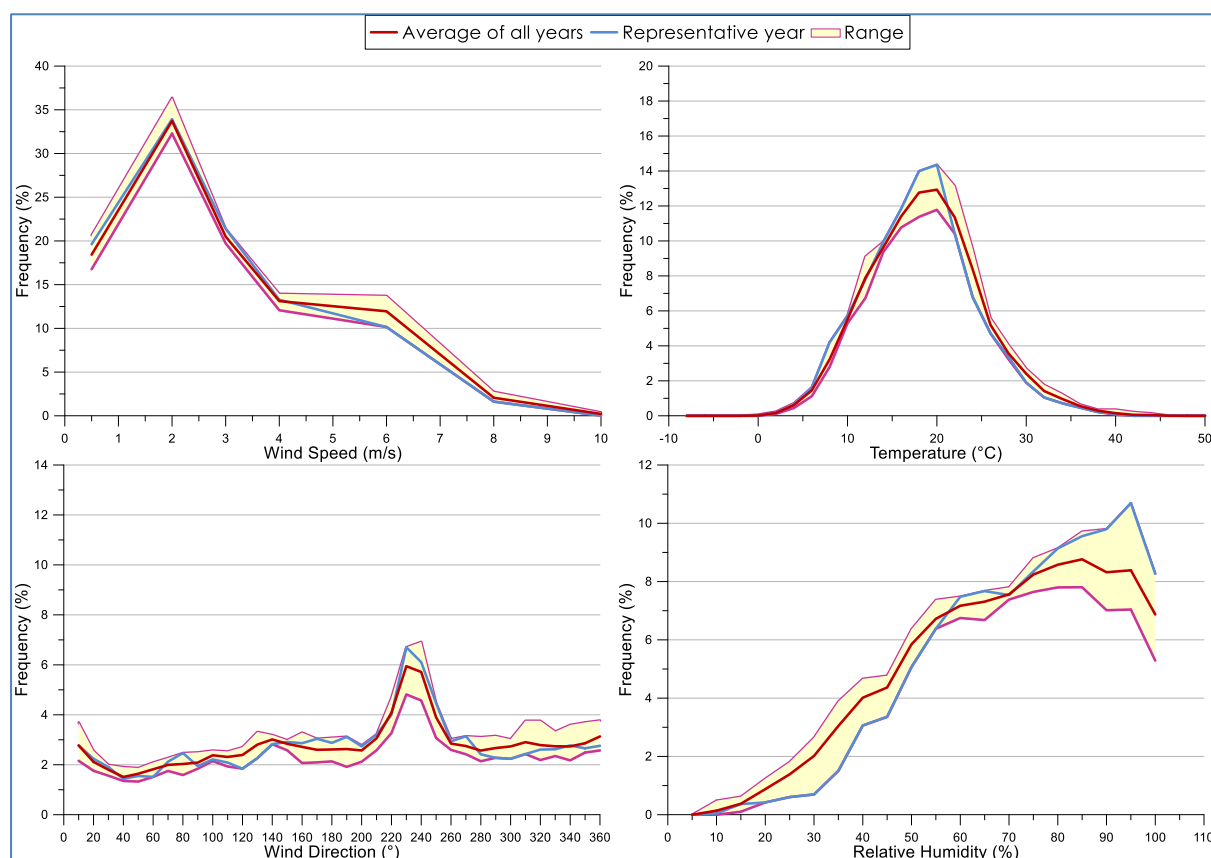 Average of all years Representative year Range
40
35
30
25
20
15
10
5
0
Frequency (%)
0 1 2 3 4 5 6 7 8 9 10
Wind Speed (m/s)
20
18
16
14
12
10
8
6
4
2
0
Frequency (%)
-10 0 10 20 30 40 50
Temperature (°C)
14
12
10
8
6
4
2
0
Frequency (%)
0 20 40 60 80 100 120 140 160 180 200 220 240 260 280 300 320 340 360
Wind Direction (°)
12
10
8
6
4
2
0
Frequency (%)
0 10 20 30 40 50 60 70 80 90 100 110
Relative Humidity (%)